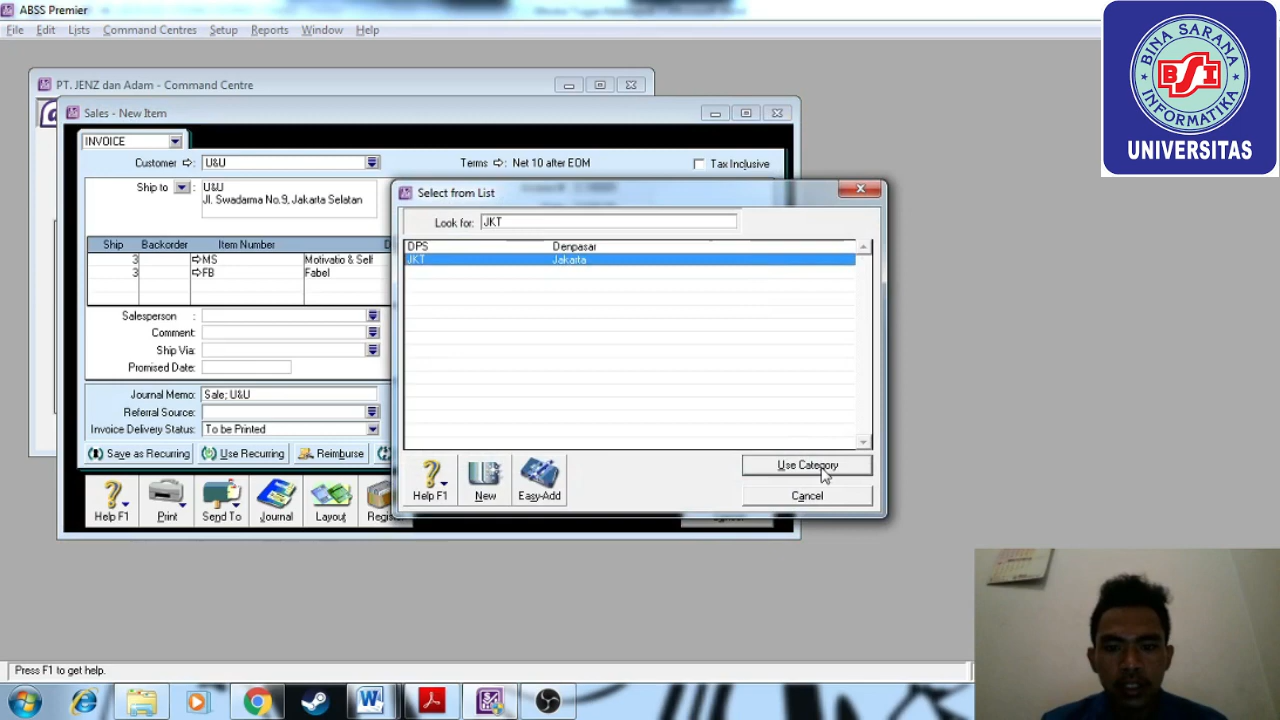 ABSS Premier
File Edit Lists Command Centres Setup Reports Window Help
PT. JENZ dan Adam - Command Centre
Sales - New Item
INVOICE
Customer U&U Terms Net 10 after EOM Tax Inclusive
Ship to : U&U
Jl. Swadarma No.9, Jakarta Selatan
Ship Backorder Item Number D
3 MS Motivatio & Self
3 FB Fabel
Salesperson :
Comment:
Ship Via:
Promised Date:
Journal Memo: Sale; U&U
Referral Source:
Invoice Delivery Status: To be Printed
Save as Recurring Use Recurring Reimburse
Help F1 Print Send To Journal Layout Regis
Select from List
Look for: JKT
DPS Denpasar
JKT Jakarta
Help F1 New Easy-Add
Use Category
Cancel
BINA SARANA
BSI
INFORMATIKA
UNIVERSITAS
Press F1 to get help.